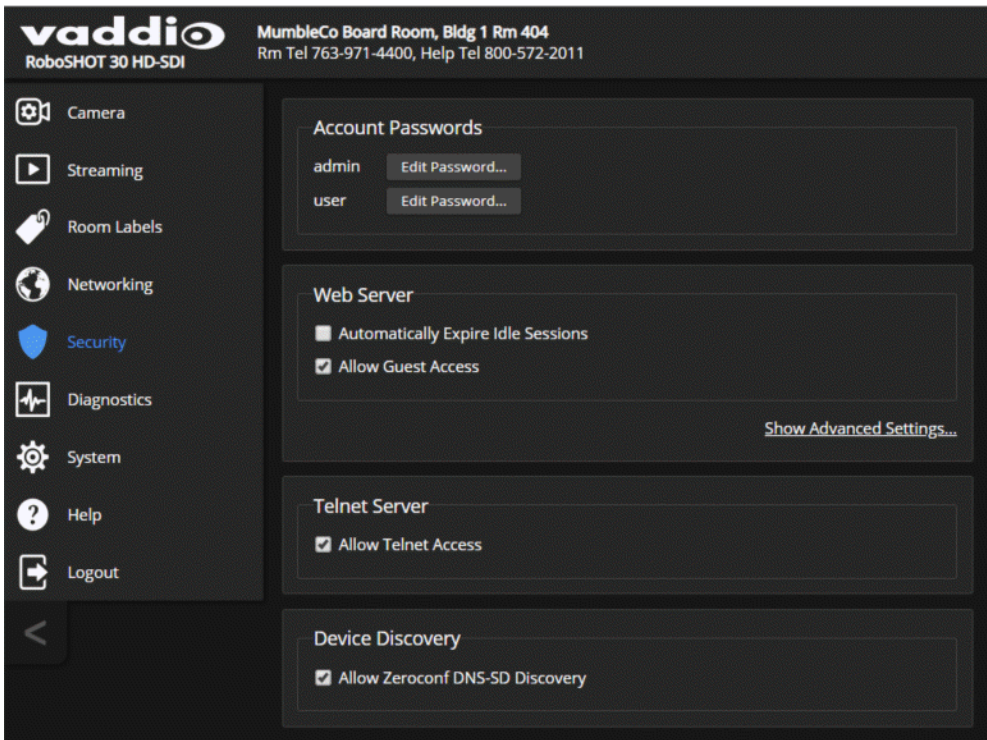 vaddio
RoboSHOT 30 HD-SDI
MumbleCo Board Room, Bldg 1 Rm 404
Rm Tel 763-971-4400, Help Tel 800-572-2011
Camera
Streaming
Room Labels
Networking
Security
Diagnostics
System
Help
Logout
<
Account Passwords
admin Edit Password...
user Edit Password...
Web Server
Automatically Expire Idle Sessions
Allow Guest Access
Show Advanced Settings...
Telnet Server
Allow Telnet Access
Device Discovery
Allow Zeroconf DNS-SD Discovery